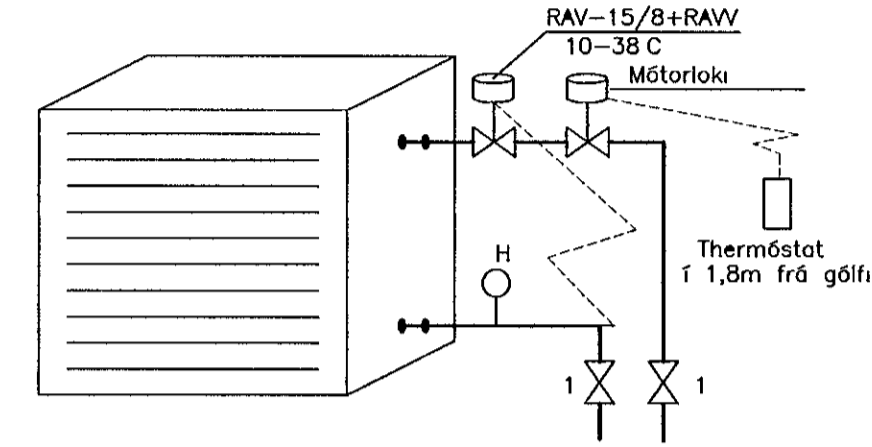 RAV-15/8+RAVV
10-38 C
Mótorloki
H
Thermóstat
í 1,8m frá gólfi
1
1